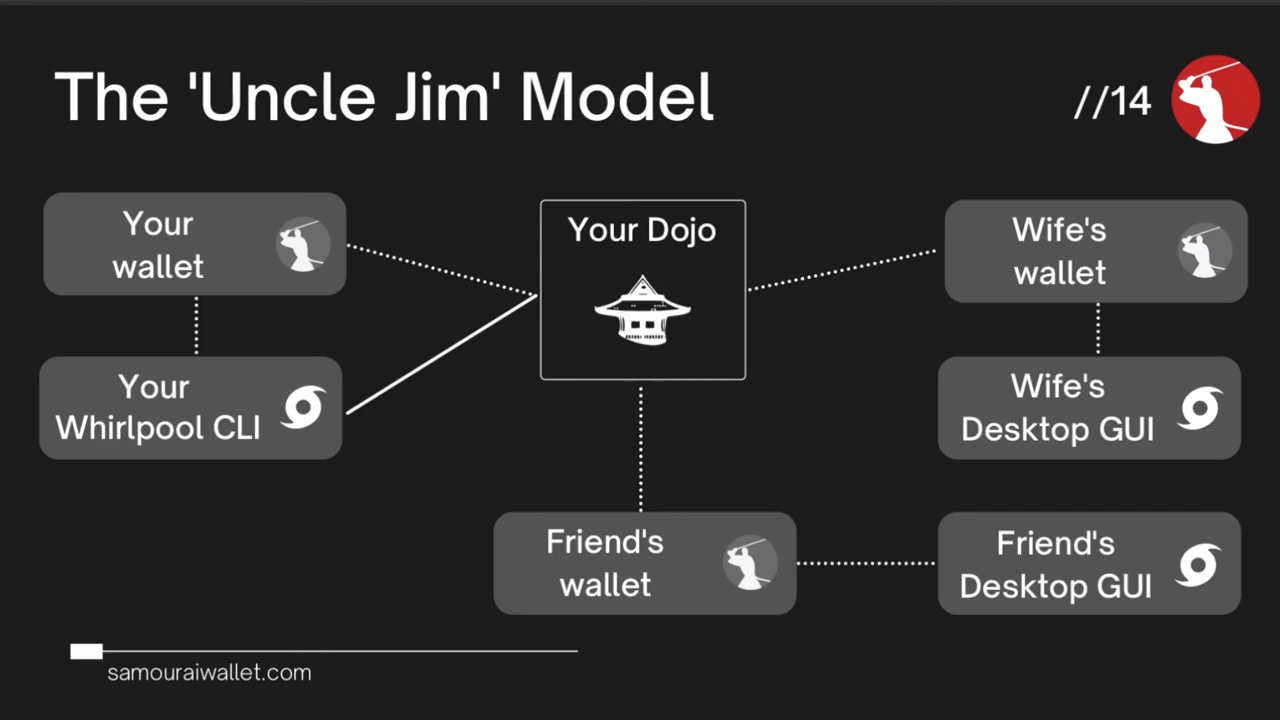 The 'Uncle Jim' Model
//14
Your
wallet
Your Dojo
Wife's
wallet
Your
Whirlpool CLI
Wife's
Desktop GUI
Friend's
wallet
Friend's
Desktop GUI
samouraiwallet.com